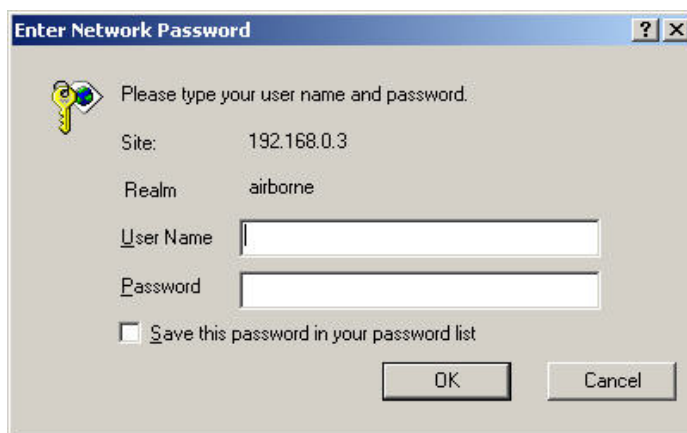 Enter Network Password
Please type your user name and password.
Site: 192.168.0.3
Realm airborne
User Name
Password
Save this password in your password list
OK Cancel